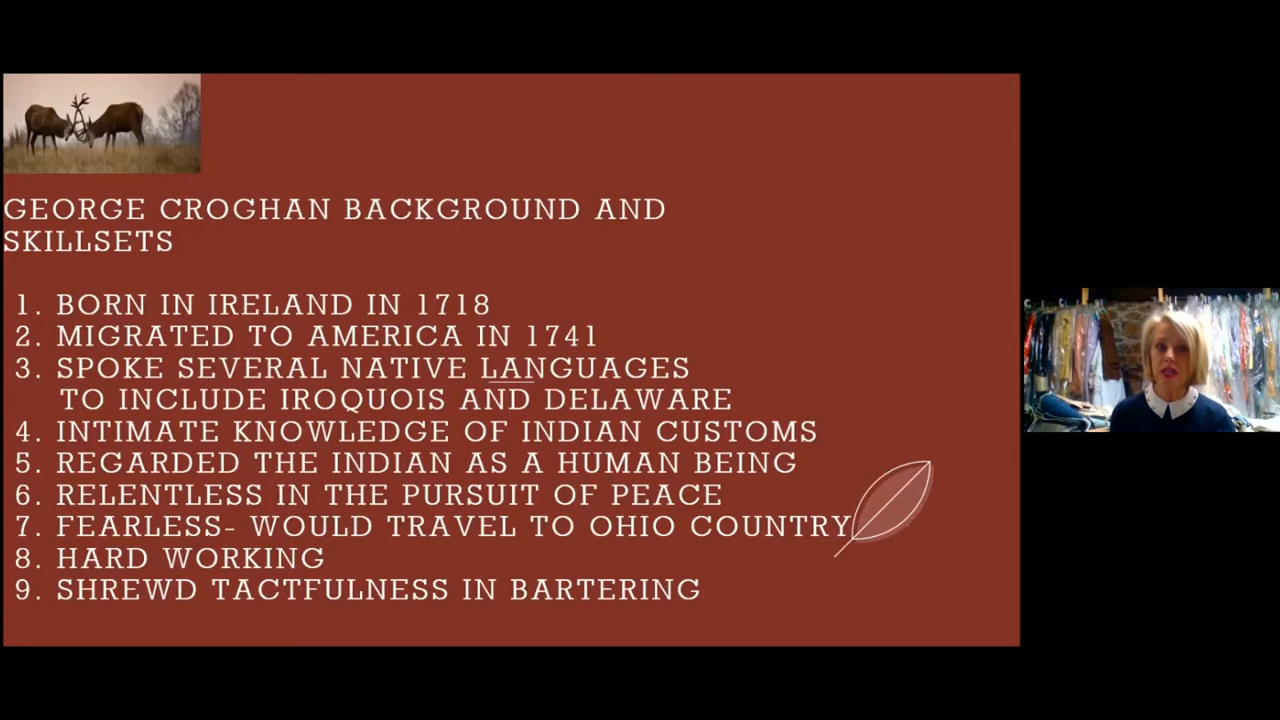 GEORGE CROGHAN BACKGROUND AND
SKILLSETS
1. BORN IN IRELAND IN 1718
2. MIGRATED TO AMERICA IN 1741
3. SPOKE SEVERAL NATIVE LANGUAGES
TO INCLUDE IROQUOIS AND DELAWARE
4. INTIMATE KNOWLEDGE OF INDIAN CUSTOMS
5. REGARDED THE INDIAN AS A HUMAN BEING
6. RELENTLESS IN THE PURSUIT OF PEACE
7. FEARLESS- WOULD TRAVEL TO OHIO COUNTRY
8. HARD WORKING
9. SHREWD TACTFULNESS IN BARTERING